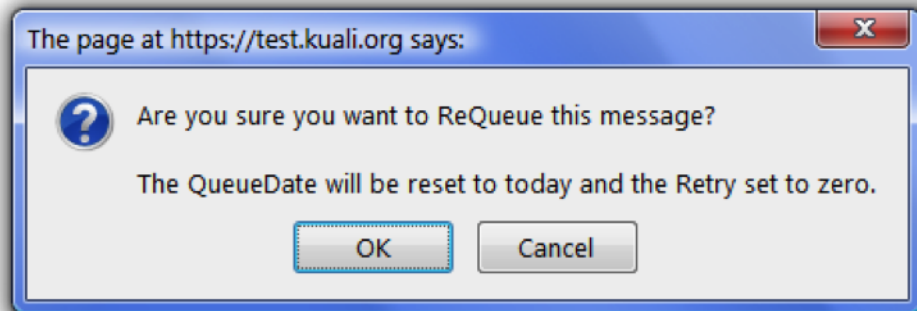 The page at https://test.kuali.org says:
Are you sure you want to ReQueue this message?
The QueueDate will be reset to today and the Retry set to zero.
OK Cancel